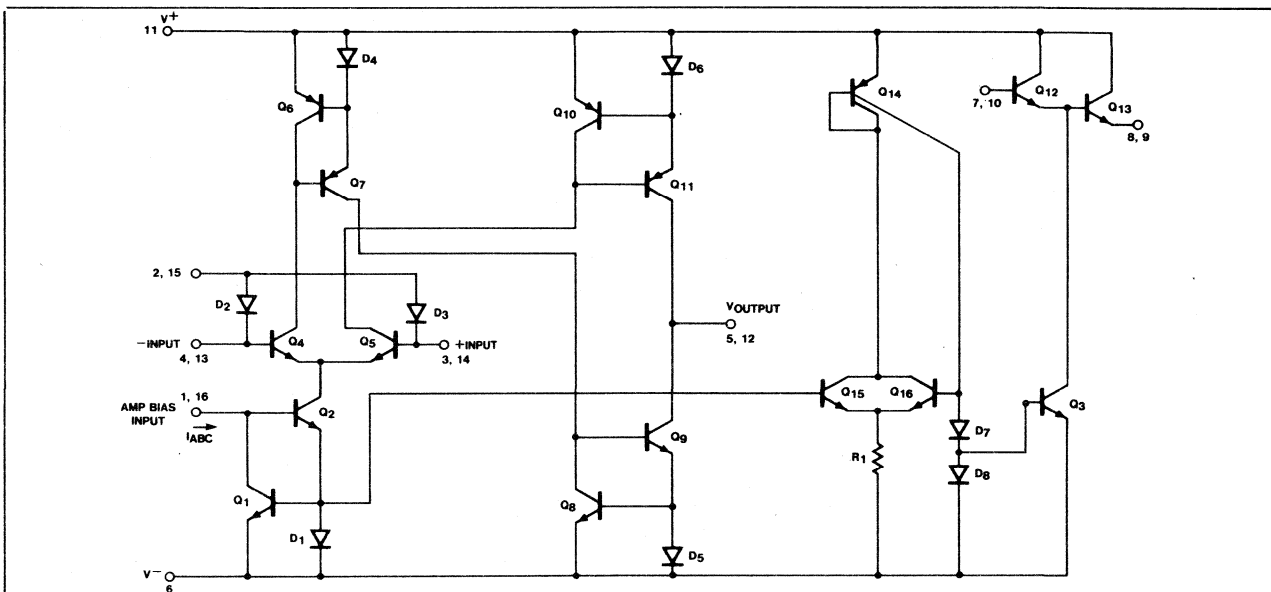 V+
11
D4
D6
Q6
Q10
Q14
Q12
7, 10
Q13
8, 9
Q7
Q11
2, 15
D2
D3
VOUTPUT
5, 12
−INPUT
4, 13
Q4
Q5
+INPUT
3, 14
1, 16
AMP BIAS
INPUT
IABC
Q2
Q15
Q16
Q3
D7
Q9
R1
D8
Q1
Q8
D1
D5
V−
6